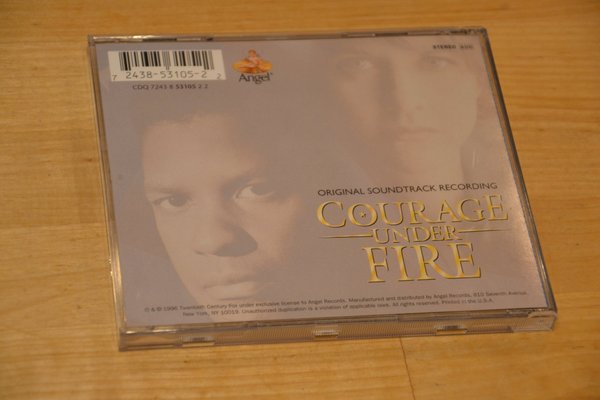 STEREO
7 2438-53105-2 2
Angel
CDQ 7243 8 53105 2 2
ORIGINAL SOUNDTRACK RECORDING
COURAGE
UNDER
FIRE
℗ & © 1996 Twentieth Century Fox under exclusive license to Angel Records. Manufactured and distributed by Angel Records, 810 Seventh Avenue,
New York, NY 10019. Unauthorized duplication is a violation of applicable laws. All rights reserved. Printed in the U.S.A.